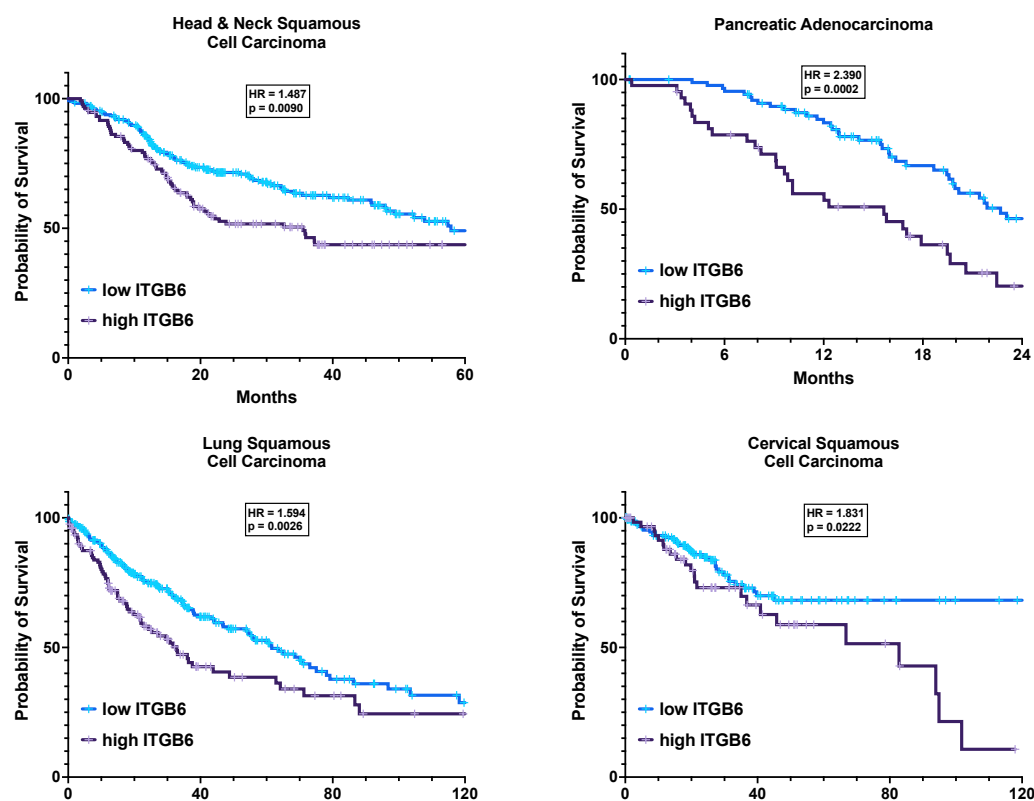 Head & Neck Squamous
Cell Carcinoma
HR = 1.487
p = 0.0090
Probability of Survival
100
50
0
low ITGB6
high ITGB6
0 20 40 60
Months
Pancreatic Adenocarcinoma
HR = 2.390
p = 0.0002
Probability of Survival
100
50
0
low ITGB6
high ITGB6
0 6 12 18 24
Months
Lung Squamous
Cell Carcinoma
HR = 1.594
p = 0.0026
Probability of Survival
100
50
0
low ITGB6
high ITGB6
0 40 80 120
Cervical Squamous
Cell Carcinoma
HR = 1.831
p = 0.0222
Probability of Survival
100
50
0
low ITGB6
high ITGB6
0 40 80 120